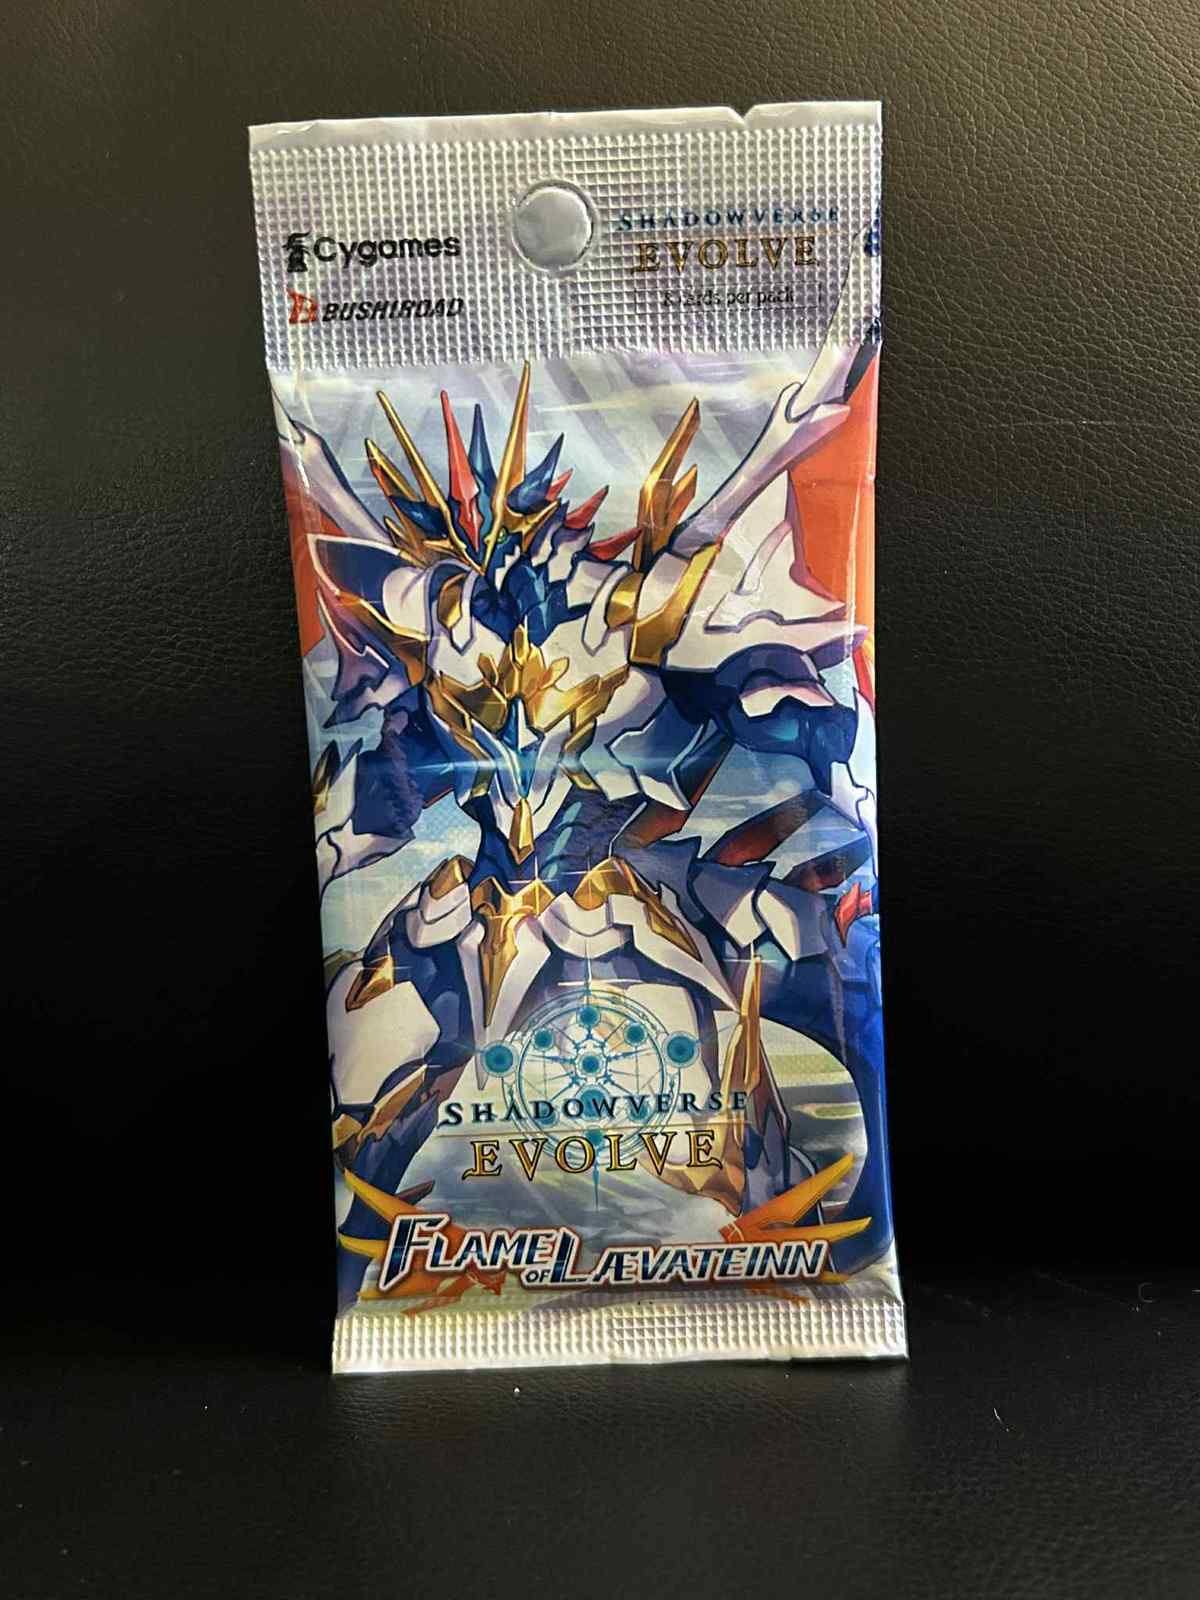 Cygames
BUSHIROAD
SHADOWVERSE
EVOLVE
8 cards per pack
SHADOWVERSE
EVOLVE
FLAME OF LÆVATEINN